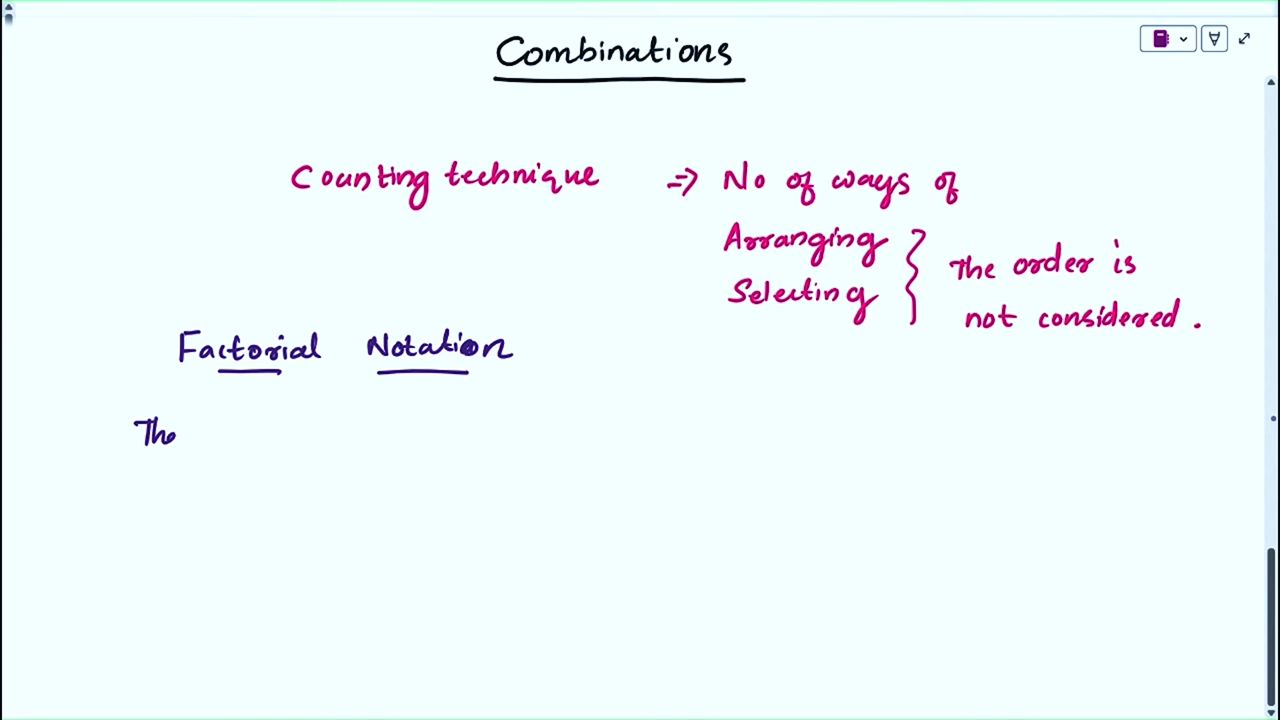 Combinations
Counting technique => No of ways of
Arranging
Selecting } The order is
not considered.
Factorial Notation
The